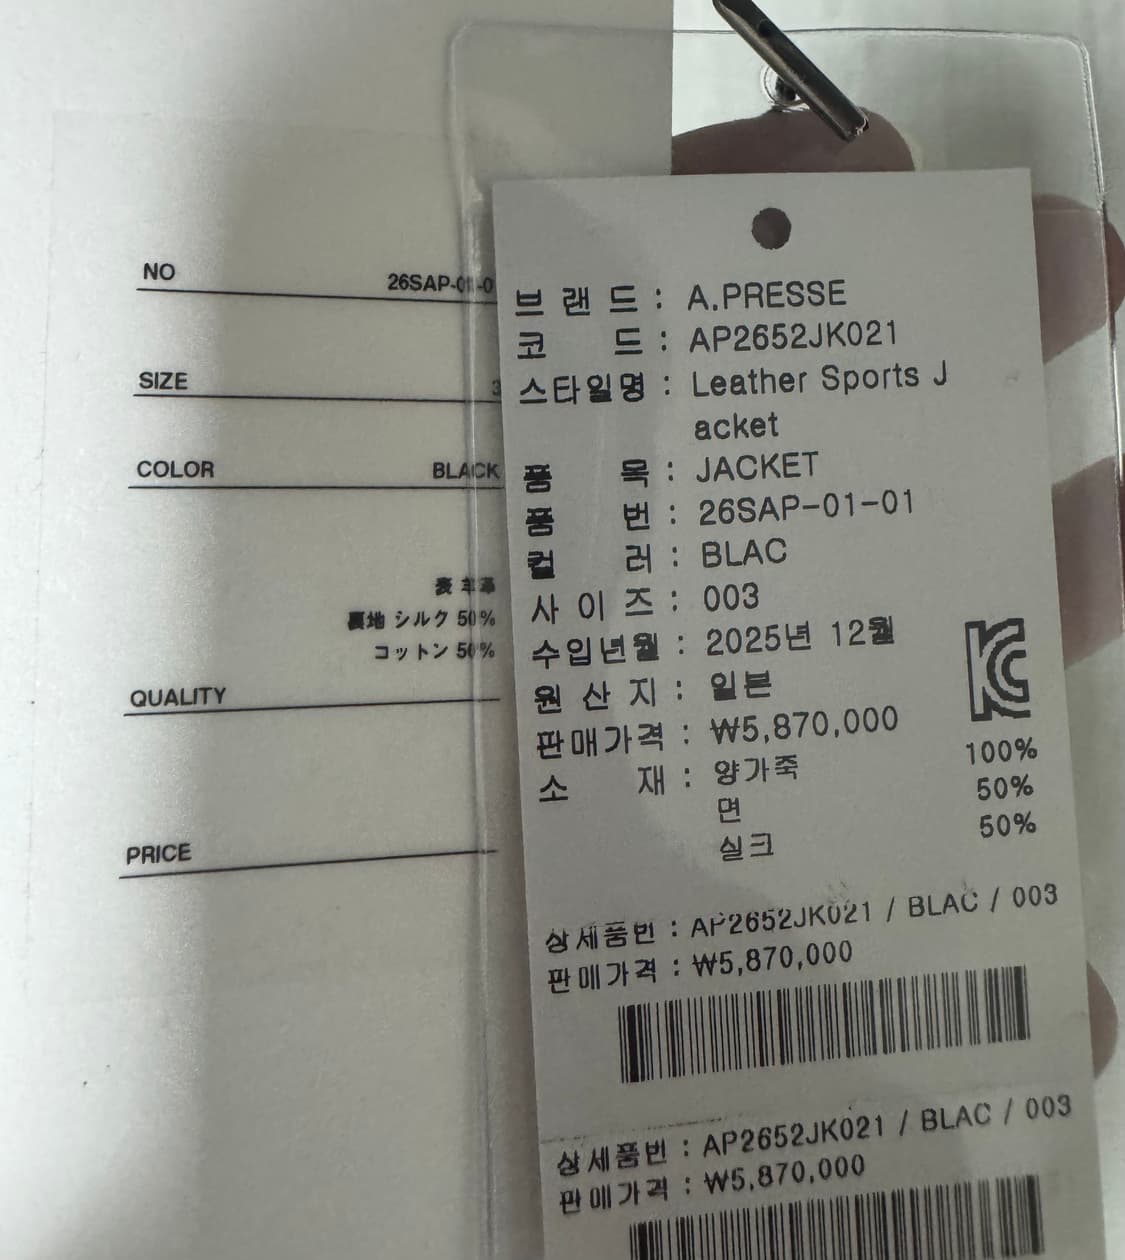 NO 26SAP-01-0
SIZE 3
COLOR BLACK
表 羊革
裏地 シルク 50%
コットン 50%
QUALITY
PRICE
브랜드 : A.PRESSE
코드 : AP2652JK021
스타일명 : Leather Sports J
acket
품목 : JACKET
품번 : 26SAP-01-01
컬러 : BLAC
사이즈 : 003
수입년월 : 2025년 12월
원산지 : 일본
판매가격 : ₩5,870,000
소재 : 양가죽 100%
면 50%
실크 50%
상세품번 : AP2652JK021 / BLAC / 003
판매가격 : ₩5,870,000
상세품번 : AP2652JK021 / BLAC / 003
판매가격 : ₩5,870,000